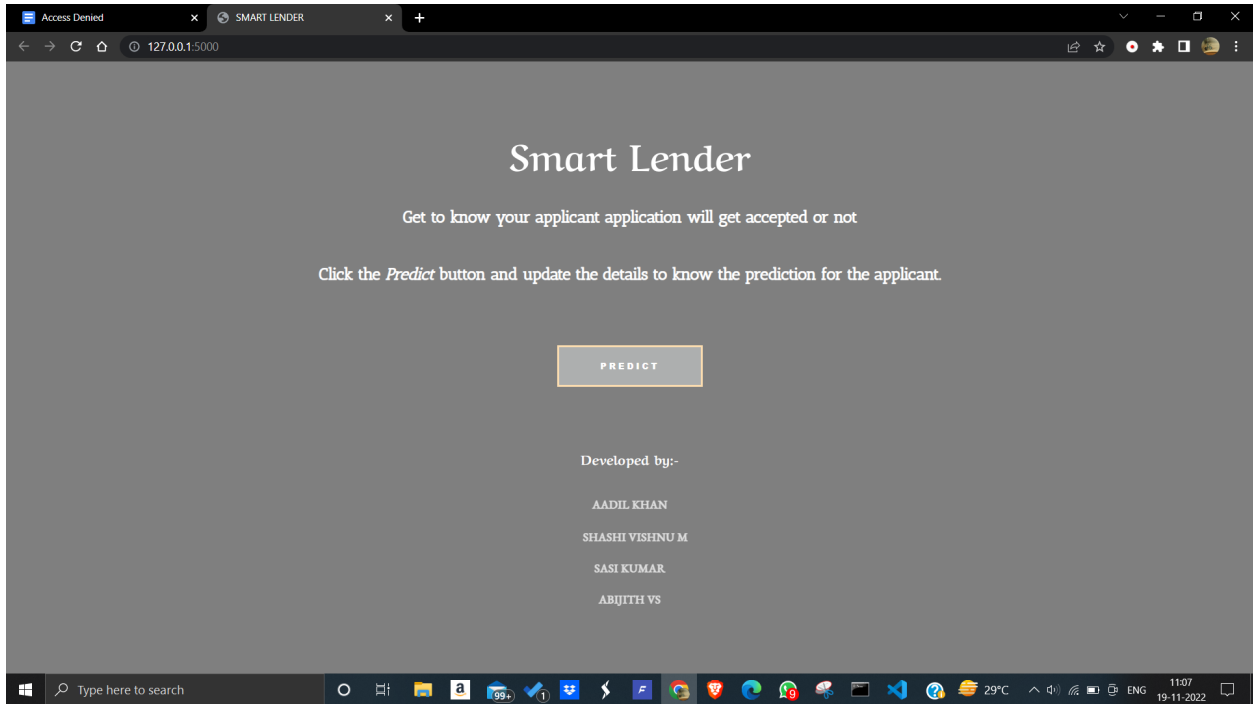 Access Denied
SMART LENDER
127.0.0.1:5000
Smart Lender
Get to know your applicant application will get accepted or not
Click the Predict button and update the details to know the prediction for the applicant.
PREDICT
Developed by:-
AADIL KHAN
SHASHI VISHNU M
SASI KUMAR
ABIJITH VS
Type here to search
a
99+
1
F
9
29°C
ENG
11:07
19-11-2022